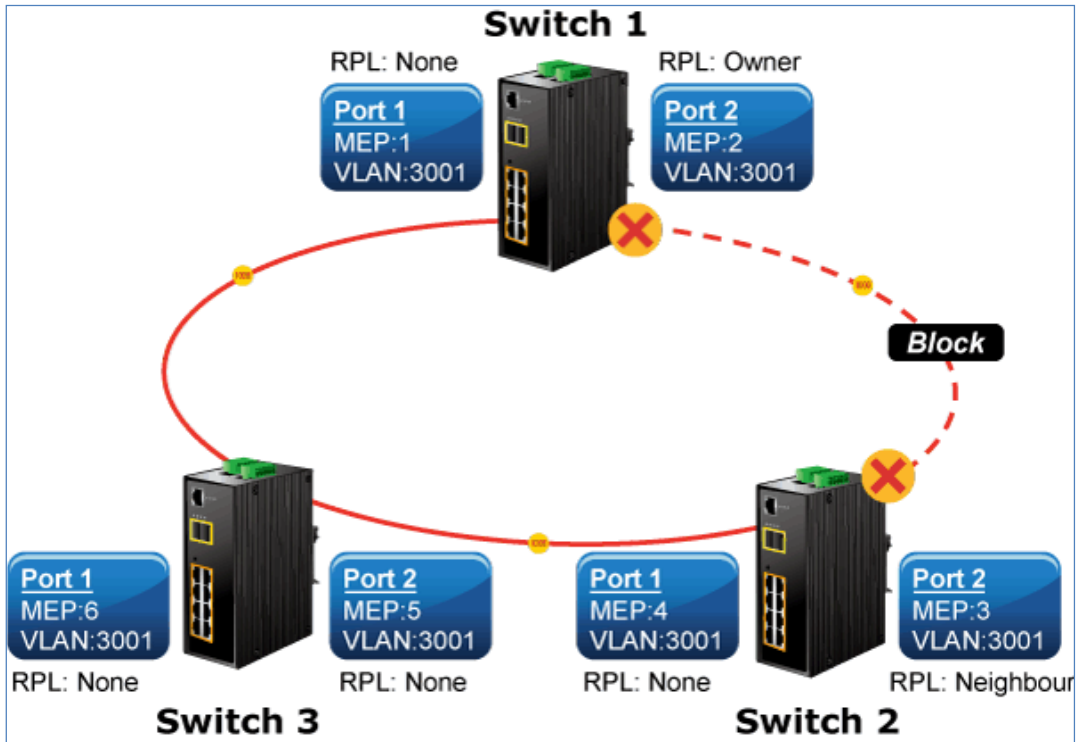 Switch 1
RPL: None
RPL: Owner
Port 1
MEP:1
VLAN:3001
Port 2
MEP:2
VLAN:3001
Block
Port 1
MEP:6
VLAN:3001
RPL: None
Port 2
MEP:5
VLAN:3001
RPL: None
Switch 3
Port 1
MEP:4
VLAN:3001
RPL: None
Port 2
MEP:3
VLAN:3001
RPL: Neighbour
Switch 2